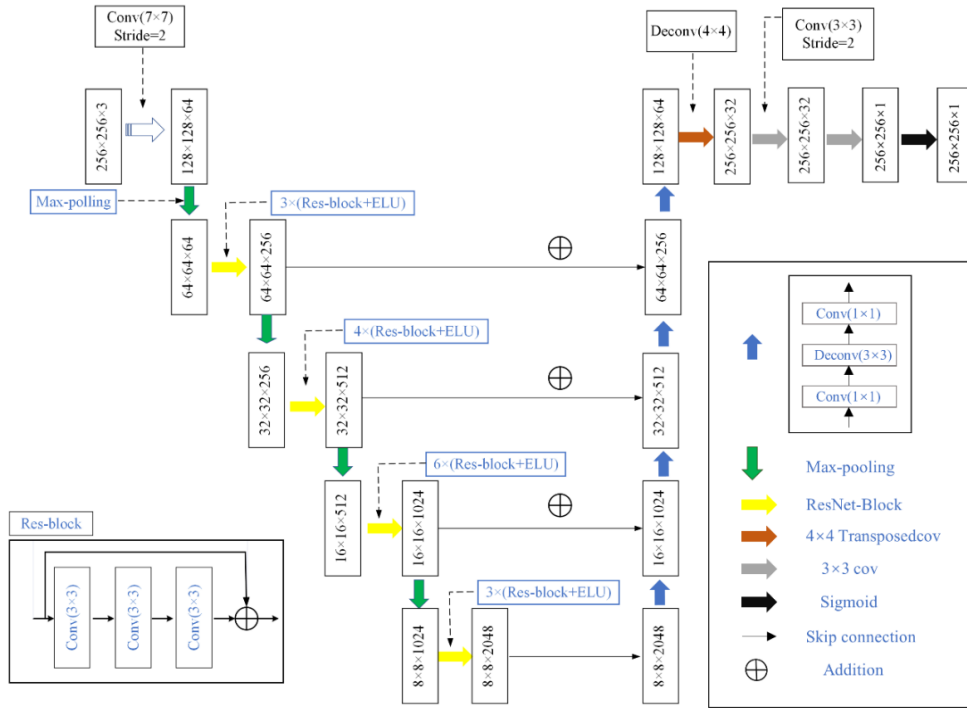 Conv(7×7)
Stride=2
Deconv(4×4)
Conv(3×3)
Stride=2
256×256×3
128×128×64
128×128×64
256×256×32
256×256×32
256×256×1
256×256×1
Max-polling
3×(Res-block+ELU)
64×64×64
64×64×256
64×64×256
4×(Res-block+ELU)
32×32×256
32×32×512
32×32×512
6×(Res-block+ELU)
16×16×512
16×16×1024
16×16×1024
3×(Res-block+ELU)
8×8×1024
8×8×2048
8×8×2048
Res-block
Conv(3×3)
Conv(3×3)
Conv(3×3)
Conv(1×1)
Deconv(3×3)
Conv(1×1)
Max-pooling
ResNet-Block
4×4 Transposedcov
3×3 cov
Sigmoid
Skip connection
Addition